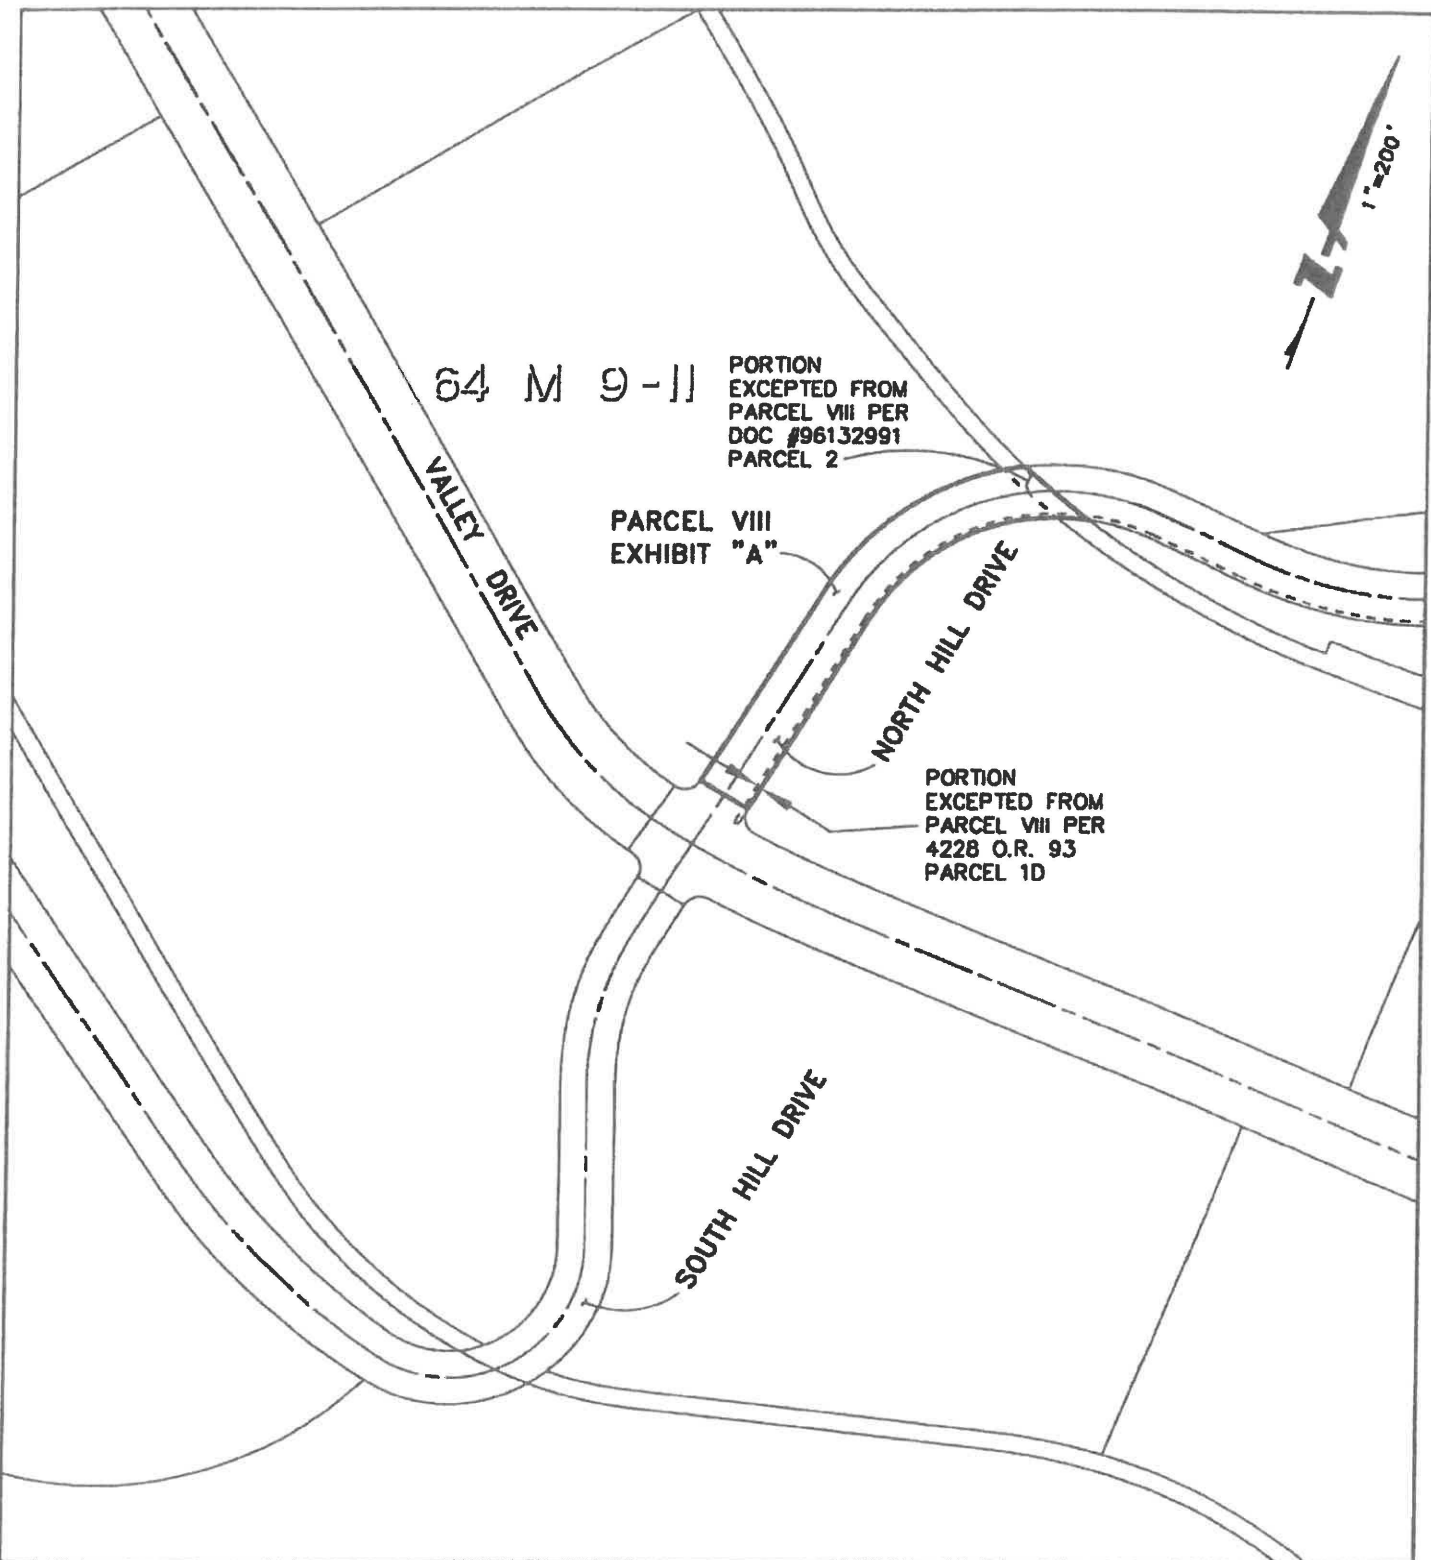 1"=200'
N
64 M 9-11
PORTION
EXCEPTED FROM
PARCEL VIII PER
DOC #96132991
PARCEL 2
PARCEL VIII
EXHIBIT "A"
VALLEY DRIVE
NORTH HILL DRIVE
PORTION
EXCEPTED FROM
PARCEL VIII PER
4228 O.R. 93
PARCEL 1D
SOUTH HILL DRIVE